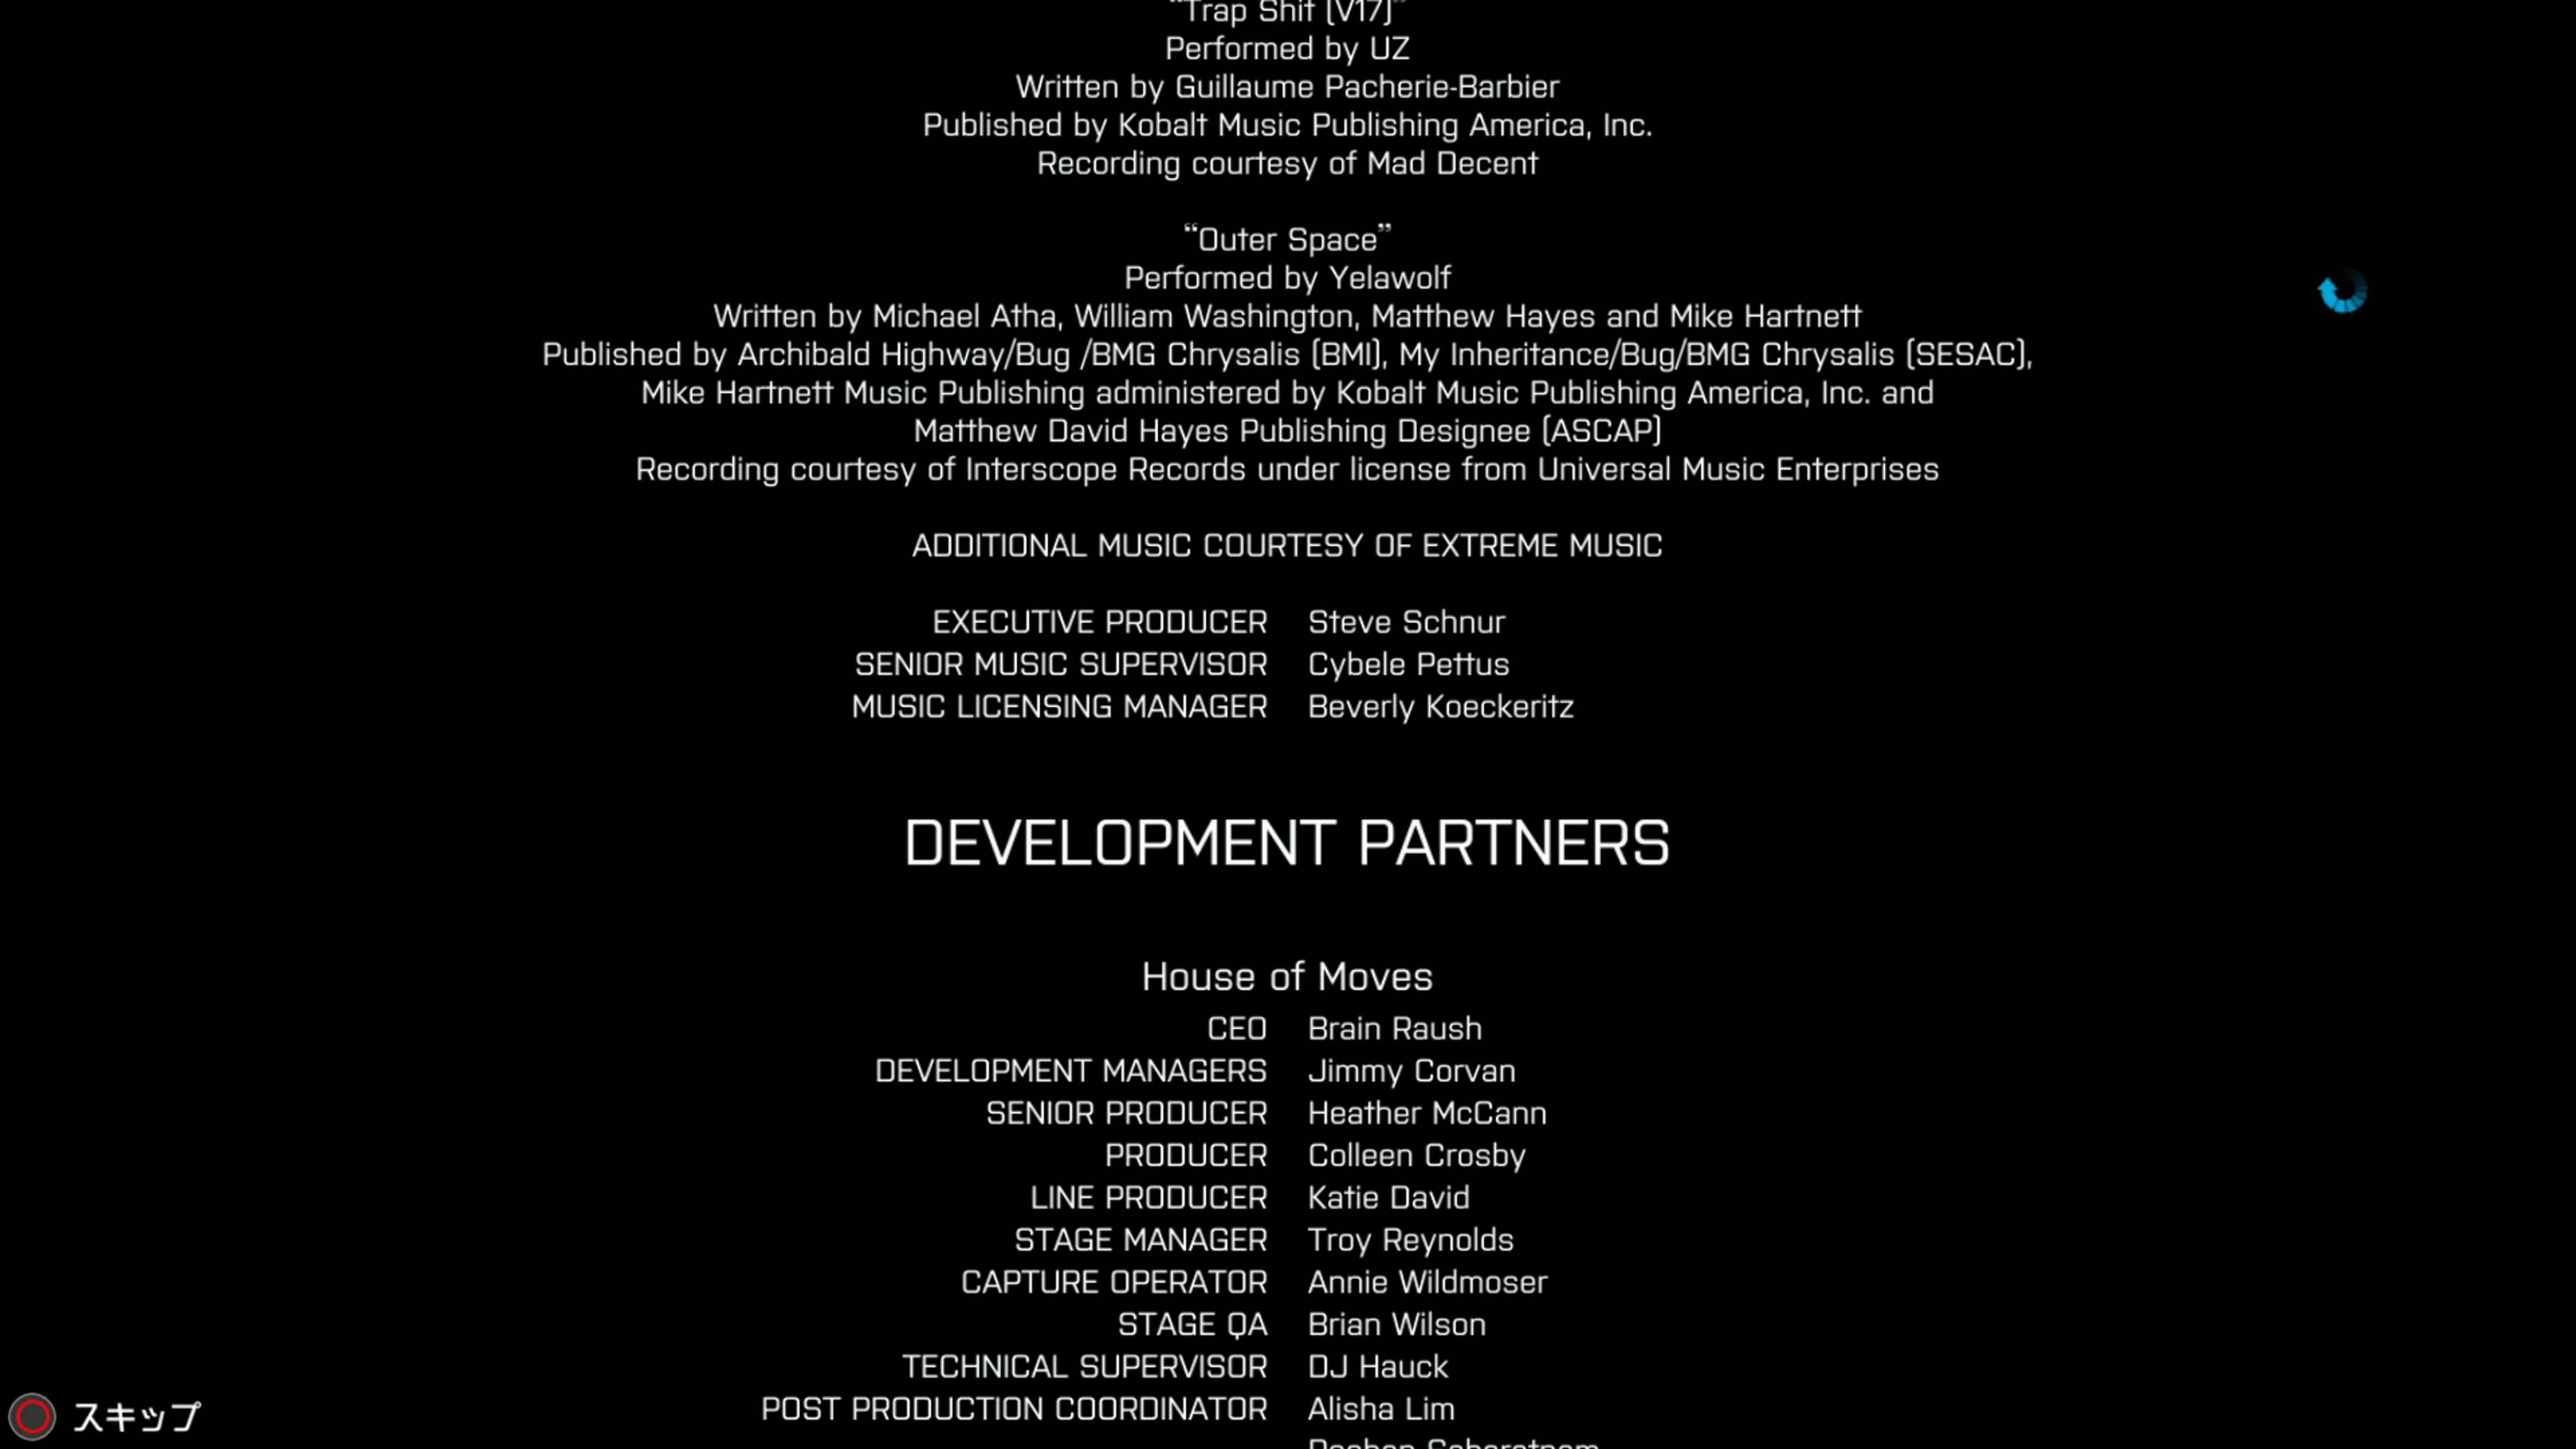 “Trap Shit (V17)”
Performed by UZ
Written by Guillaume Pacherie-Barbier
Published by Kobalt Music Publishing America, Inc.
Recording courtesy of Mad Decent
“Outer Space”
Performed by Yelawolf
Written by Michael Atha, William Washington, Matthew Hayes and Mike Hartnett
Published by Archibald Highway/Bug /BMG Chrysalis (BMI), My Inheritance/Bug/BMG Chrysalis (SESAC),
Mike Hartnett Music Publishing administered by Kobalt Music Publishing America, Inc. and
Matthew David Hayes Publishing Designee (ASCAP)
Recording courtesy of Interscope Records under license from Universal Music Enterprises
ADDITIONAL MUSIC COURTESY OF EXTREME MUSIC
EXECUTIVE PRODUCER Steve Schnur
SENIOR MUSIC SUPERVISOR Cybele Pettus
MUSIC LICENSING MANAGER Beverly Koeckeritz
DEVELOPMENT PARTNERS
House of Moves
CEO Brain Raush
DEVELOPMENT MANAGERS Jimmy Corvan
SENIOR PRODUCER Heather McCann
PRODUCER Colleen Crosby
LINE PRODUCER Katie David
STAGE MANAGER Troy Reynolds
CAPTURE OPERATOR Annie Wildmoser
STAGE QA Brian Wilson
TECHNICAL SUPERVISOR DJ Hauck
POST PRODUCTION COORDINATOR Alisha Lim
スキップ